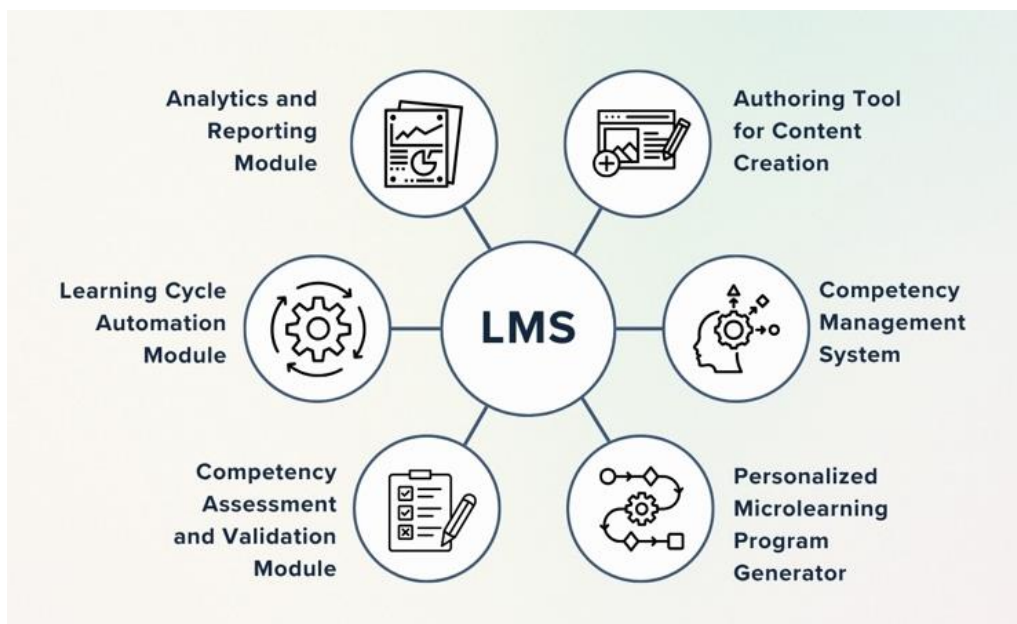 Analytics and
Reporting
Module
Authoring Tool
for Content
Creation
Learning Cycle
Automation
Module
LMS
Competency
Management
System
Competency
Assessment
and Validation
Module
Personalized
Microlearning
Program
Generator